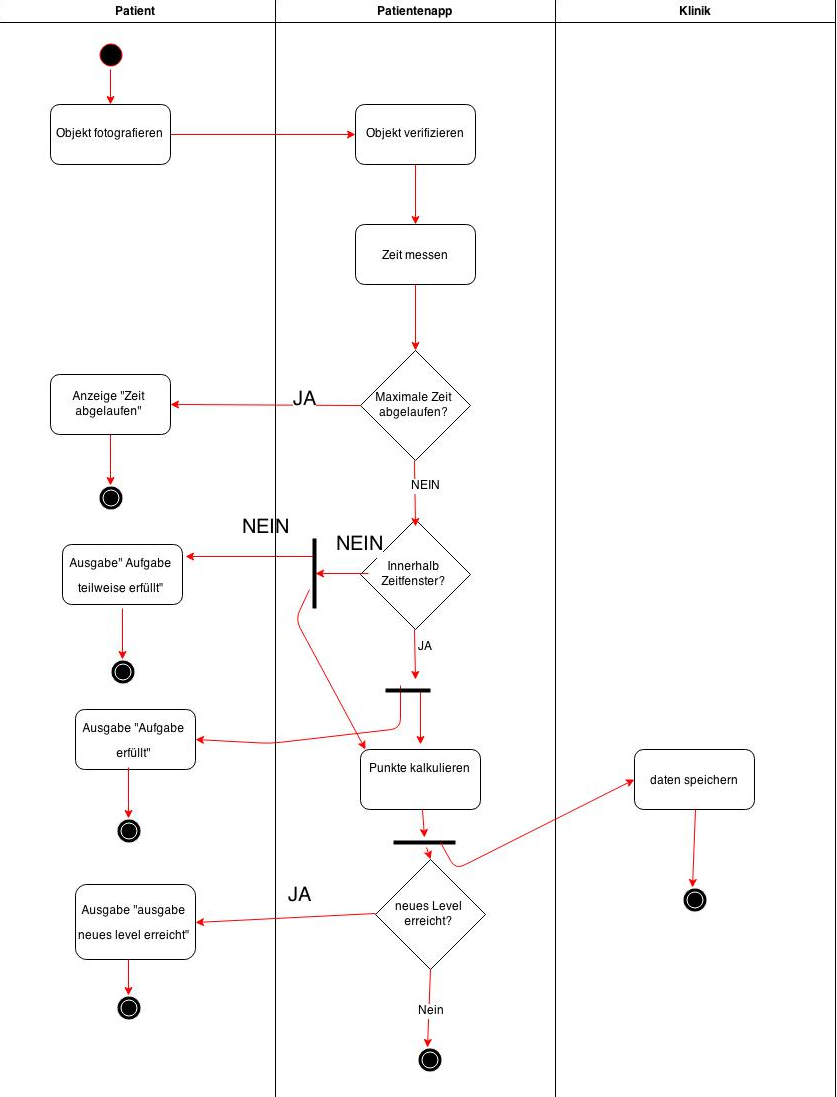 Patient
Patientenapp
Klinik
Objekt fotografieren
Objekt verifizieren
Zeit messen
Anzeige "Zeit
abgelaufen"
JA
Maximale Zeit
abgelaufen?
NEIN
NEIN
NEIN
Ausgabe" Aufgabe
teilweise erfüllt"
Innerhalb
Zeitfenster?
JA
Ausgabe "Aufgabe
erfüllt"
Punkte kalkulieren
daten speichern
JA
Ausgabe "ausgabe
neues level erreicht"
neues Level
erreicht?
Nein